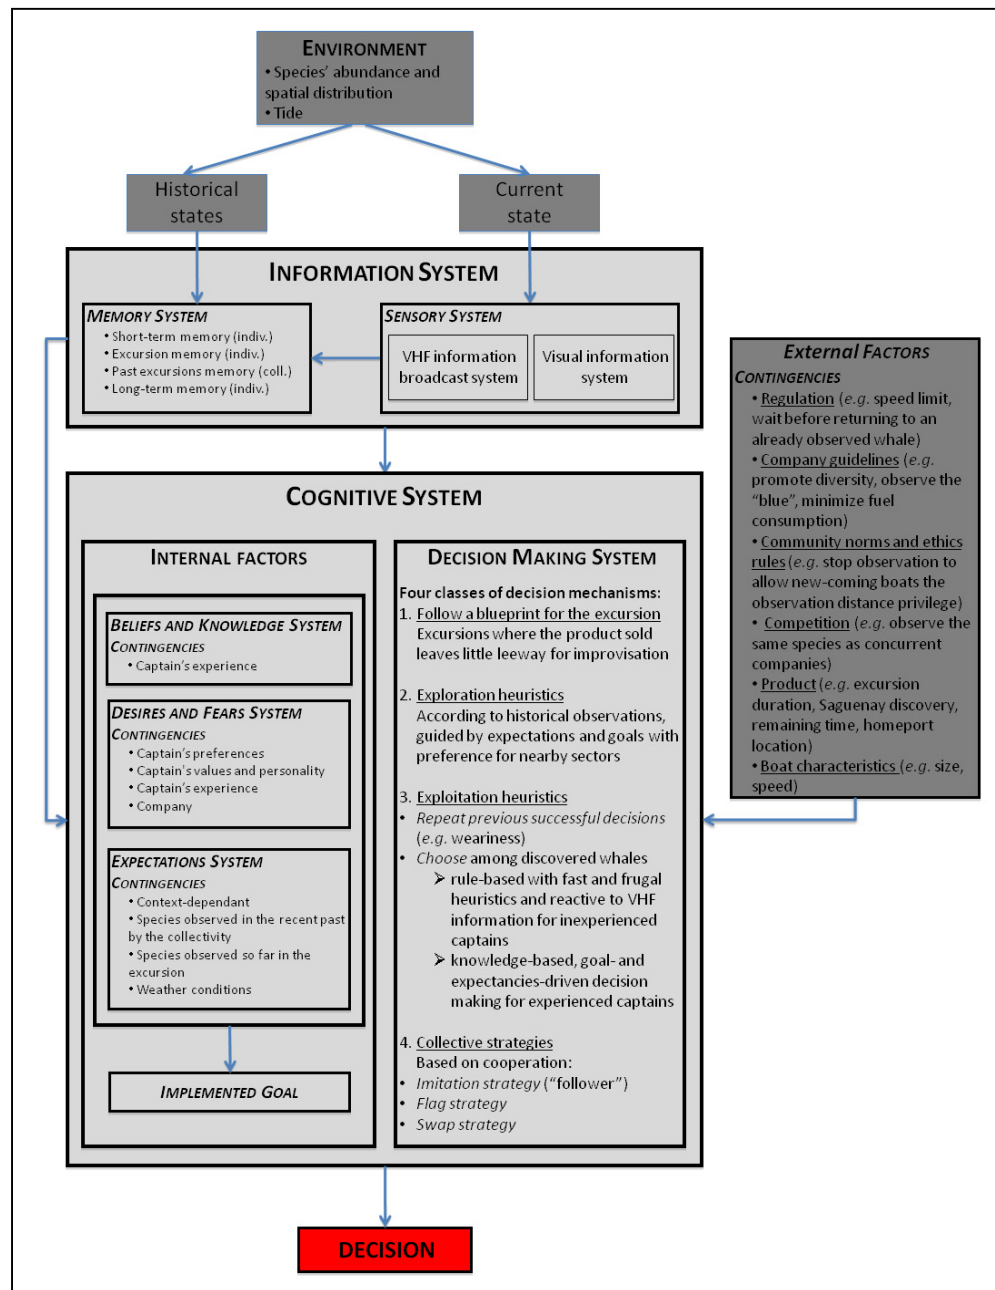 ENVIRONMENT
• Species' abundance and
spatial distribution
• Tide
Historical
states
Current
state
INFORMATION SYSTEM
MEMORY SYSTEM
• Short-term memory (indiv.)
• Excursion memory (indiv.)
• Past excursions memory (coll.)
• Long-term memory (indiv.)
SENSORY SYSTEM
VHF information
broadcast system
Visual information
system
External FACTORS
CONTINGENCIES
• Regulation (e.g. speed limit,
wait before returning to an
already observed whale)
• Company guidelines (e.g.
promote diversity, observe the
“blue”, minimize fuel
consumption)
• Community norms and ethics
rules (e.g. stop observation to
allow new-coming boats the
observation distance privilege)
• Competition (e.g. observe the
same species as concurrent
companies)
• Product (e.g. excursion
duration, Saguenay discovery,
remaining time, homeport
location)
• Boat characteristics (e.g. size,
speed)
COGNITIVE SYSTEM
INTERNAL FACTORS
BELIEFS AND KNOWLEDGE SYSTEM
CONTINGENCIES
• Captain's experience
DESIRES AND FEARS SYSTEM
CONTINGENCIES
• Captain's preferences
• Captain's values and personality
• Captain's experience
• Company
EXPECTATIONS SYSTEM
CONTINGENCIES
• Context-dependant
• Species observed in the recent past
by the collectivity
• Species observed so far in the
excursion
• Weather conditions
IMPLEMENTED GOAL
DECISION MAKING SYSTEM
Four classes of decision mechanisms:
1. Follow a blueprint for the excursion
Excursions where the product sold
leaves little leeway for improvisation
2. Exploration heuristics
According to historical observations,
guided by expectations and goals with
preference for nearby sectors
3. Exploitation heuristics
• Repeat previous successful decisions
(e.g. weariness)
• Choose among discovered whales
➢ rule-based with fast and frugal
heuristics and reactive to VHF
information for inexperienced
captains
➢ knowledge-based, goal- and
expectancies-driven decision
making for experienced captains
4. Collective strategies
Based on cooperation:
• Imitation strategy (“follower”)
• Flag strategy
• Swap strategy
DECISION